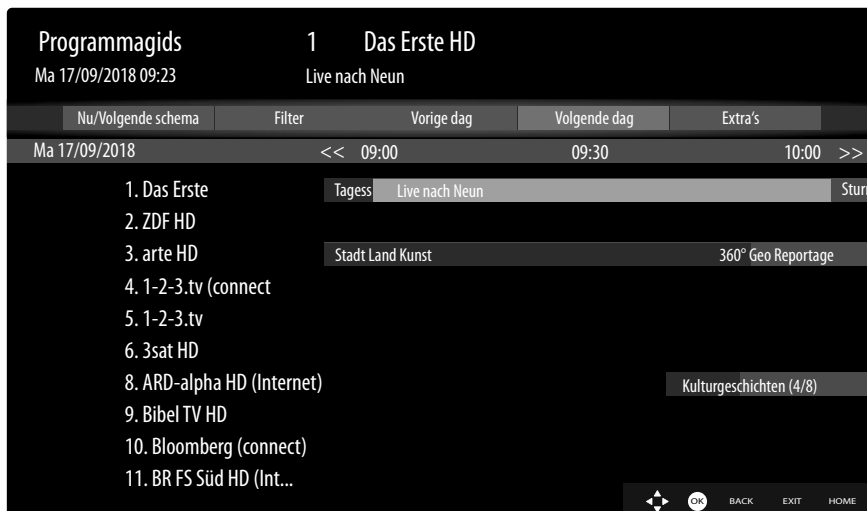 Programmagids 1 Das Erste HD
Ma 17/09/2018 09:23 Live nach Neun
Nu/Volgende schema Filter Vorige dag Volgende dag Extra's
Ma 17/09/2018 << 09:00 09:30 10:00 >>
1. Das Erste Tagess Live nach Neun Stur
2. ZDF HD
3. arte HD Stadt Land Kunst 360° Geo Reportage
4. 1-2-3.tv (connect
5. 1-2-3.tv
6. 3sat HD
8. ARD-alpha HD (Internet) Kulturgeschichten (4/8)
9. Bibel TV HD
10. Bloomberg (connect)
11. BR FS Süd HD (Int...
OK BACK EXIT HOME